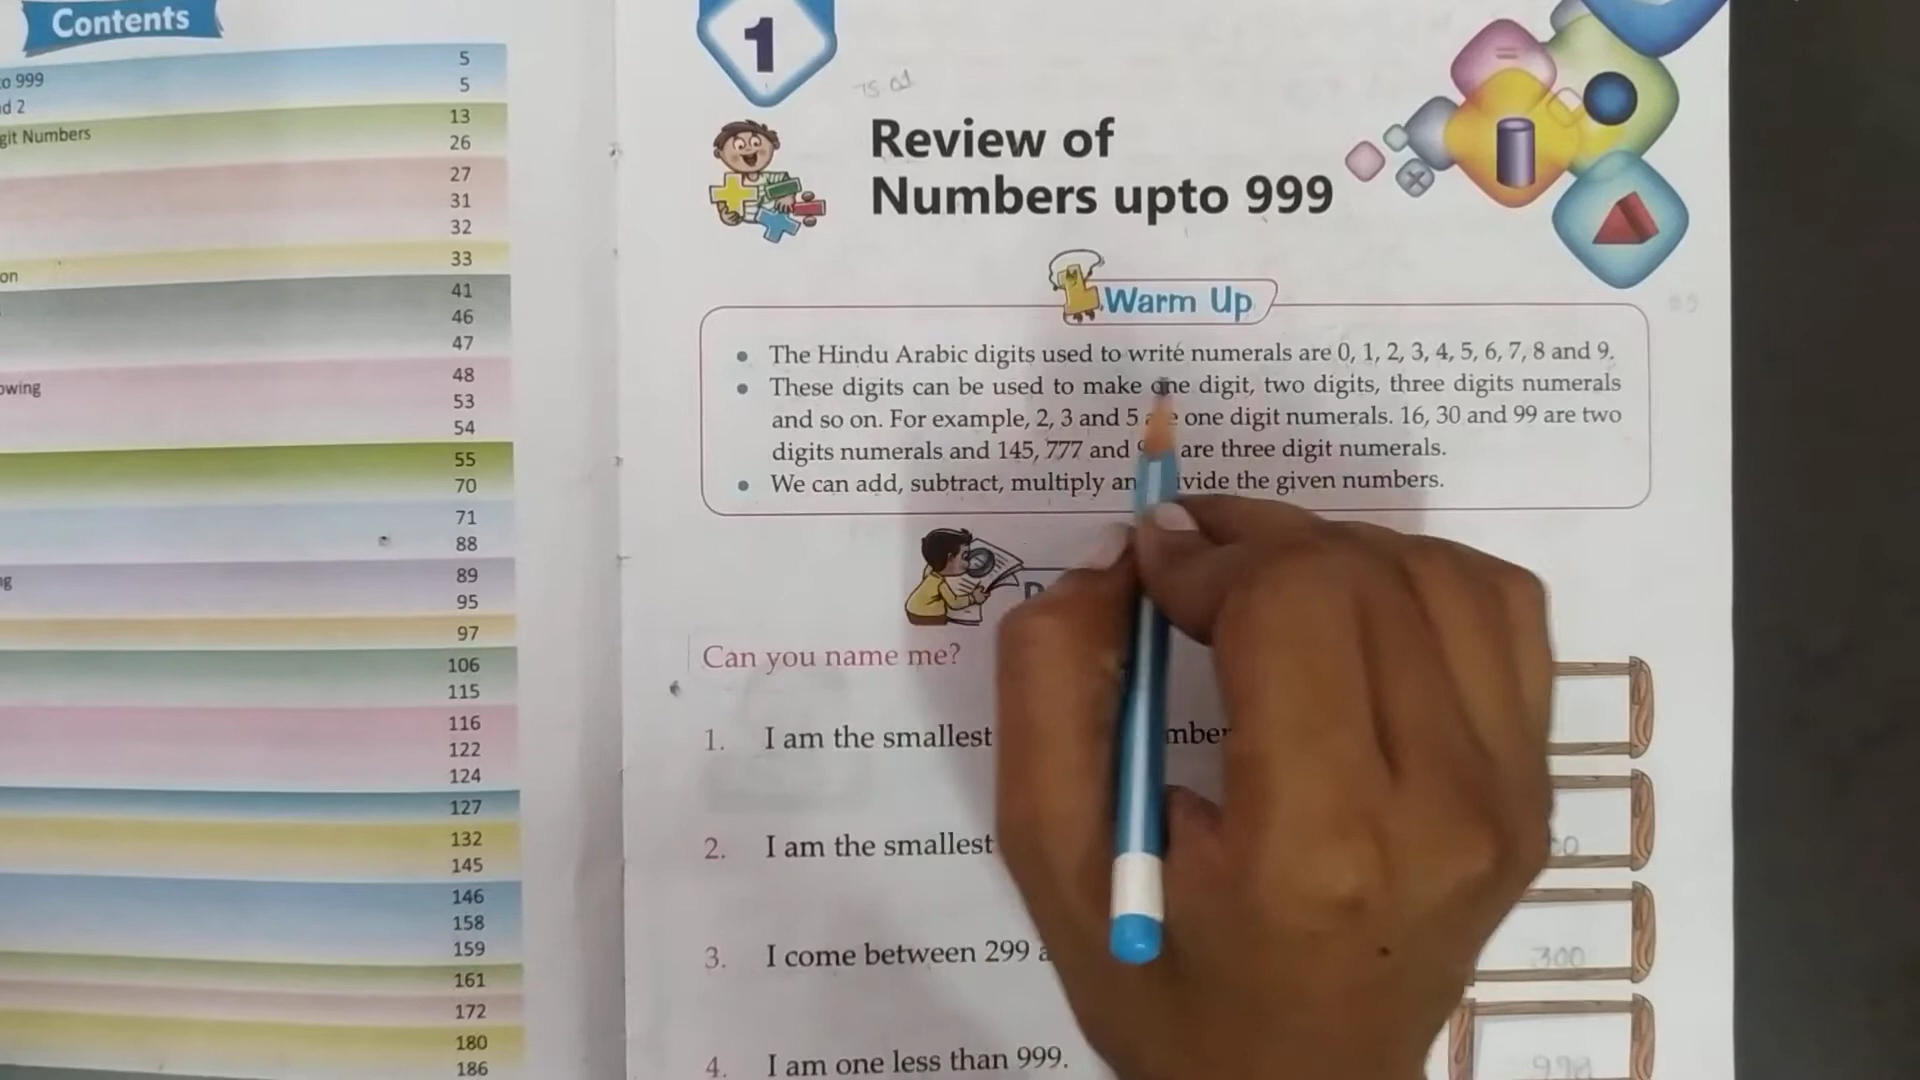 Contents
5
to 999 5
nd 2 13
git Numbers 26
27
31
32
33
on 41
46
47
48
owing 53
54
55
70
71
88
ng 89
95
97
106
115
116
122
124
127
132
145
146
158
159
161
172
180
186
1
Review of
Numbers upto 999
Warm Up
The Hindu Arabic digits used to write numerals are 0, 1, 2, 3, 4, 5, 6, 7, 8 and 9.
These digits can be used to make one digit, two digits, three digits numerals
and so on. For example, 2, 3 and 5 one digit numerals. 16, 30 and 99 are two
digits numerals and 145, 777 and are three digit numerals.
We can add, subtract, multiply the given numbers.
Can you name me?
1. I am the smallest
2. I am the smallest
3. I come between 299
300
4. I am one less than 999.
998